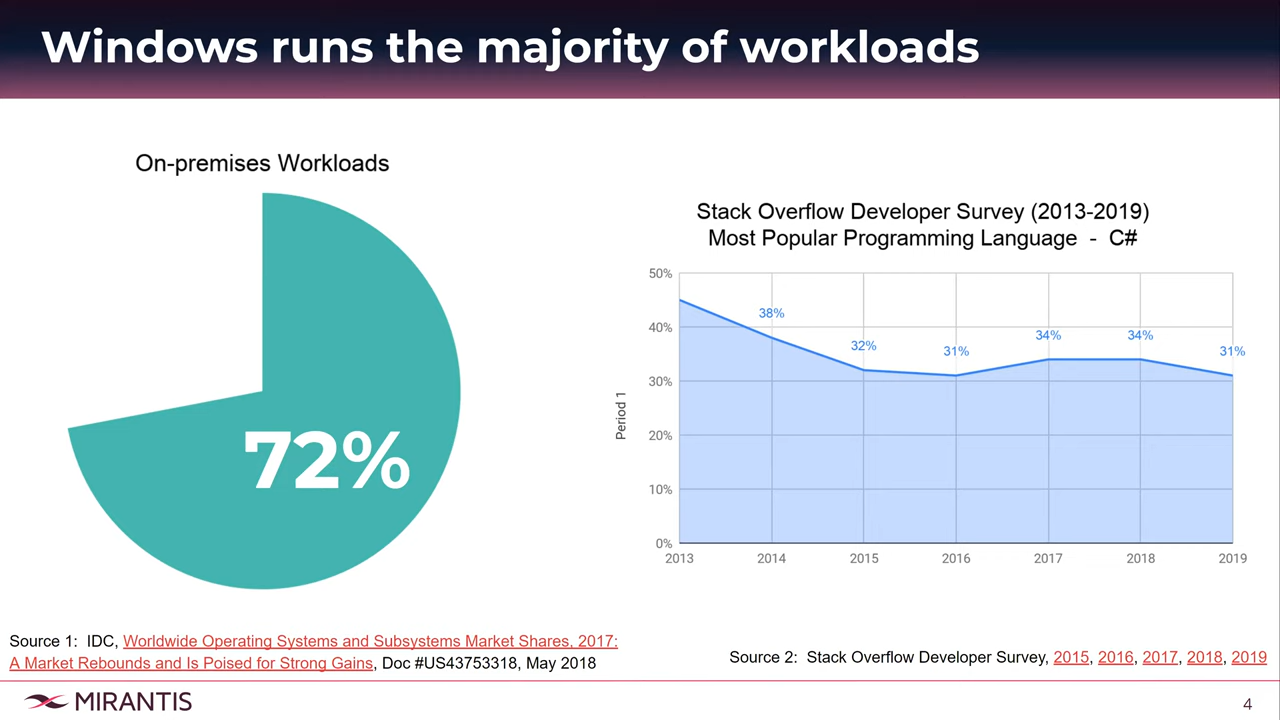 Windows runs the majority of workloads
On-premises Workloads
72%
Stack Overflow Developer Survey (2013-2019)
Most Popular Programming Language - C#
Period 1
50%
40%
30%
20%
10%
0%
38%
32%
31%
34%
34%
31%
2013 2014 2015 2016 2017 2018 2019
Source 1: IDC, Worldwide Operating Systems and Subsystems Market Shares, 2017:
A Market Rebounds and Is Poised for Strong Gains, Doc #US43753318, May 2018
Source 2: Stack Overflow Developer Survey, 2015, 2016, 2017, 2018, 2019
MIRANTIS
4